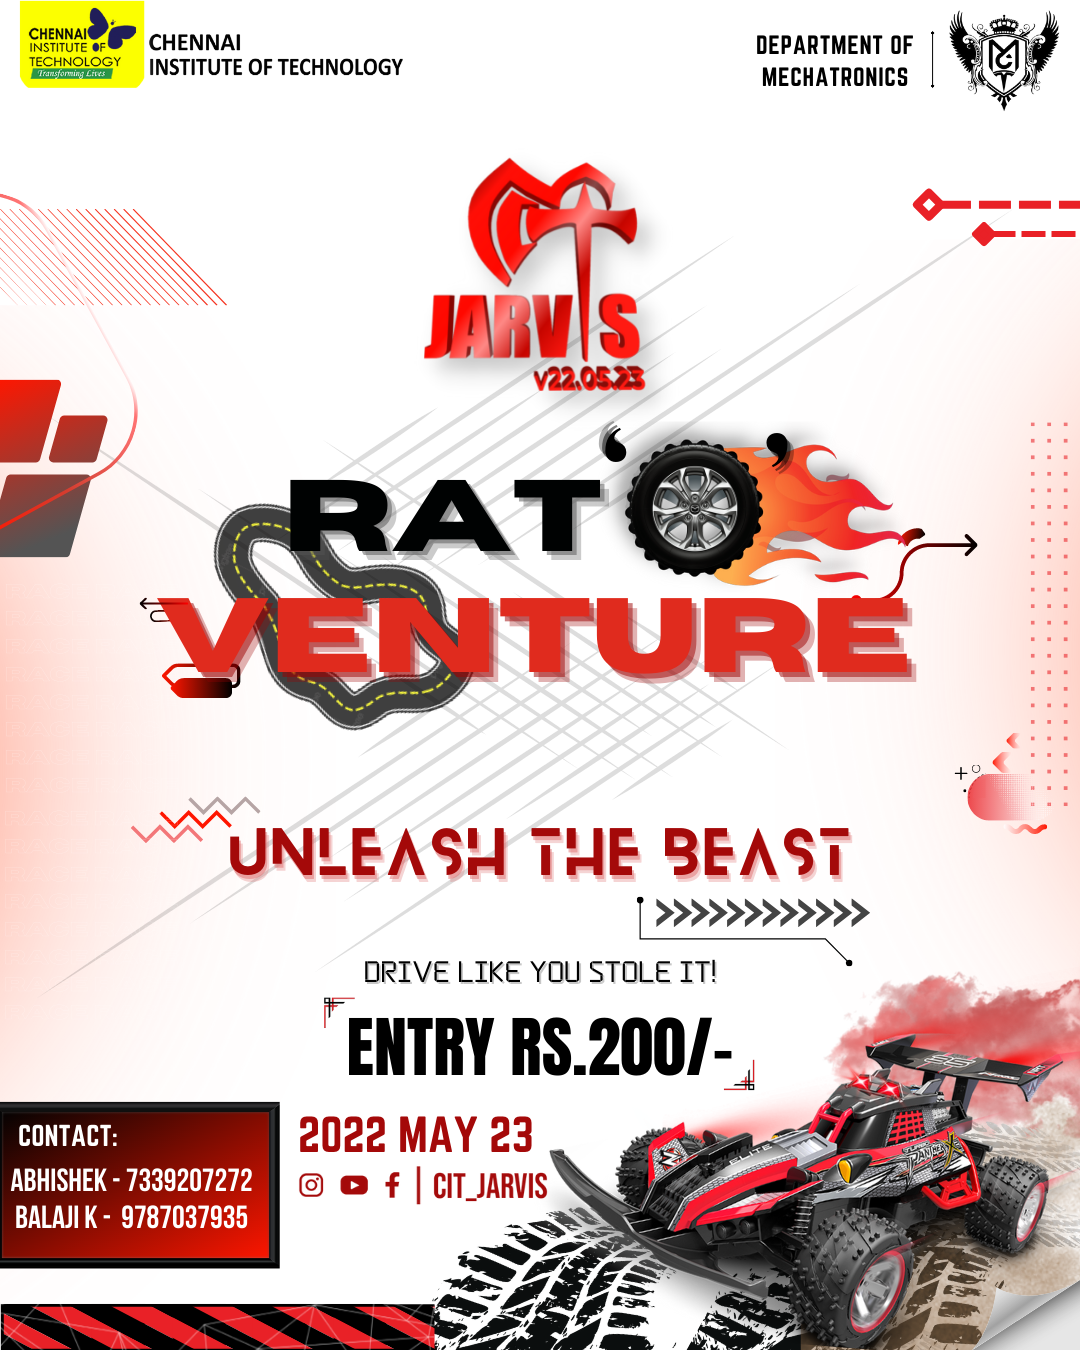 CHENNAI
INSTITUTE OF
TECHNOLOGY
Transforming Lives
CHENNAI
INSTITUTE OF TECHNOLOGY
DEPARTMENT OF
MECHATRONICS
JARVIS
v22.05.23
RAT‘ ’
VENTURE
UNLEASH THE BEAST
DRIVE LIKE YOU STOLE IT!
ENTRY RS.200/-
CONTACT:
ABHISHEK - 7339207272
BALAJI K - 9787037935
2022 MAY 23
CIT_JARVIS